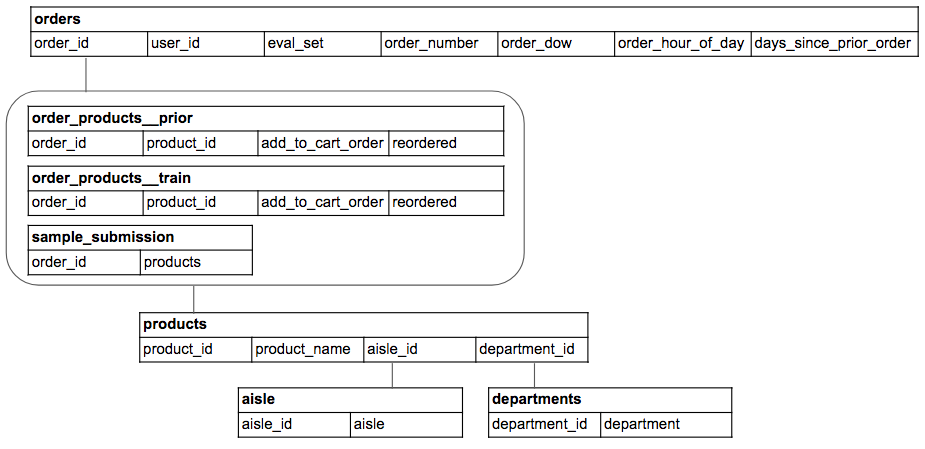 orders
order_id user_id eval_set order_number order_dow order_hour_of_day days_since_prior_order
order_products__prior
order_id product_id add_to_cart_order reordered
order_products__train
order_id product_id add_to_cart_order reordered
sample_submission
order_id products
products
product_id product_name aisle_id department_id
aisle
aisle_id aisle
departments
department_id department